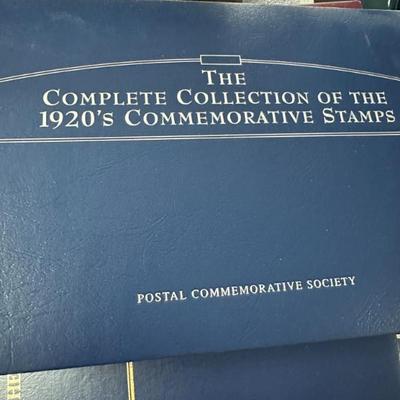 THE
COMPLETE COLLECTION OF THE
1920'S COMMEMORATIVE STAMPS
POSTAL COMMEMORATIVE SOCIETY